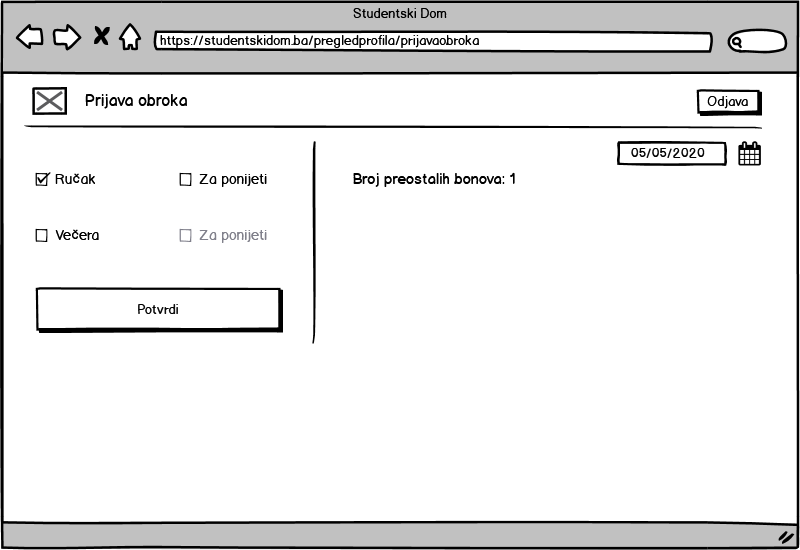 Studentski Dom
https://studentskidom.ba/pregledprofila/prijavaobroka
Prijava obroka
Odjava
05/05/2020
Ručak
Za ponijeti
Broj preostalih bonova: 1
Večera
Za ponijeti
Potvrdi